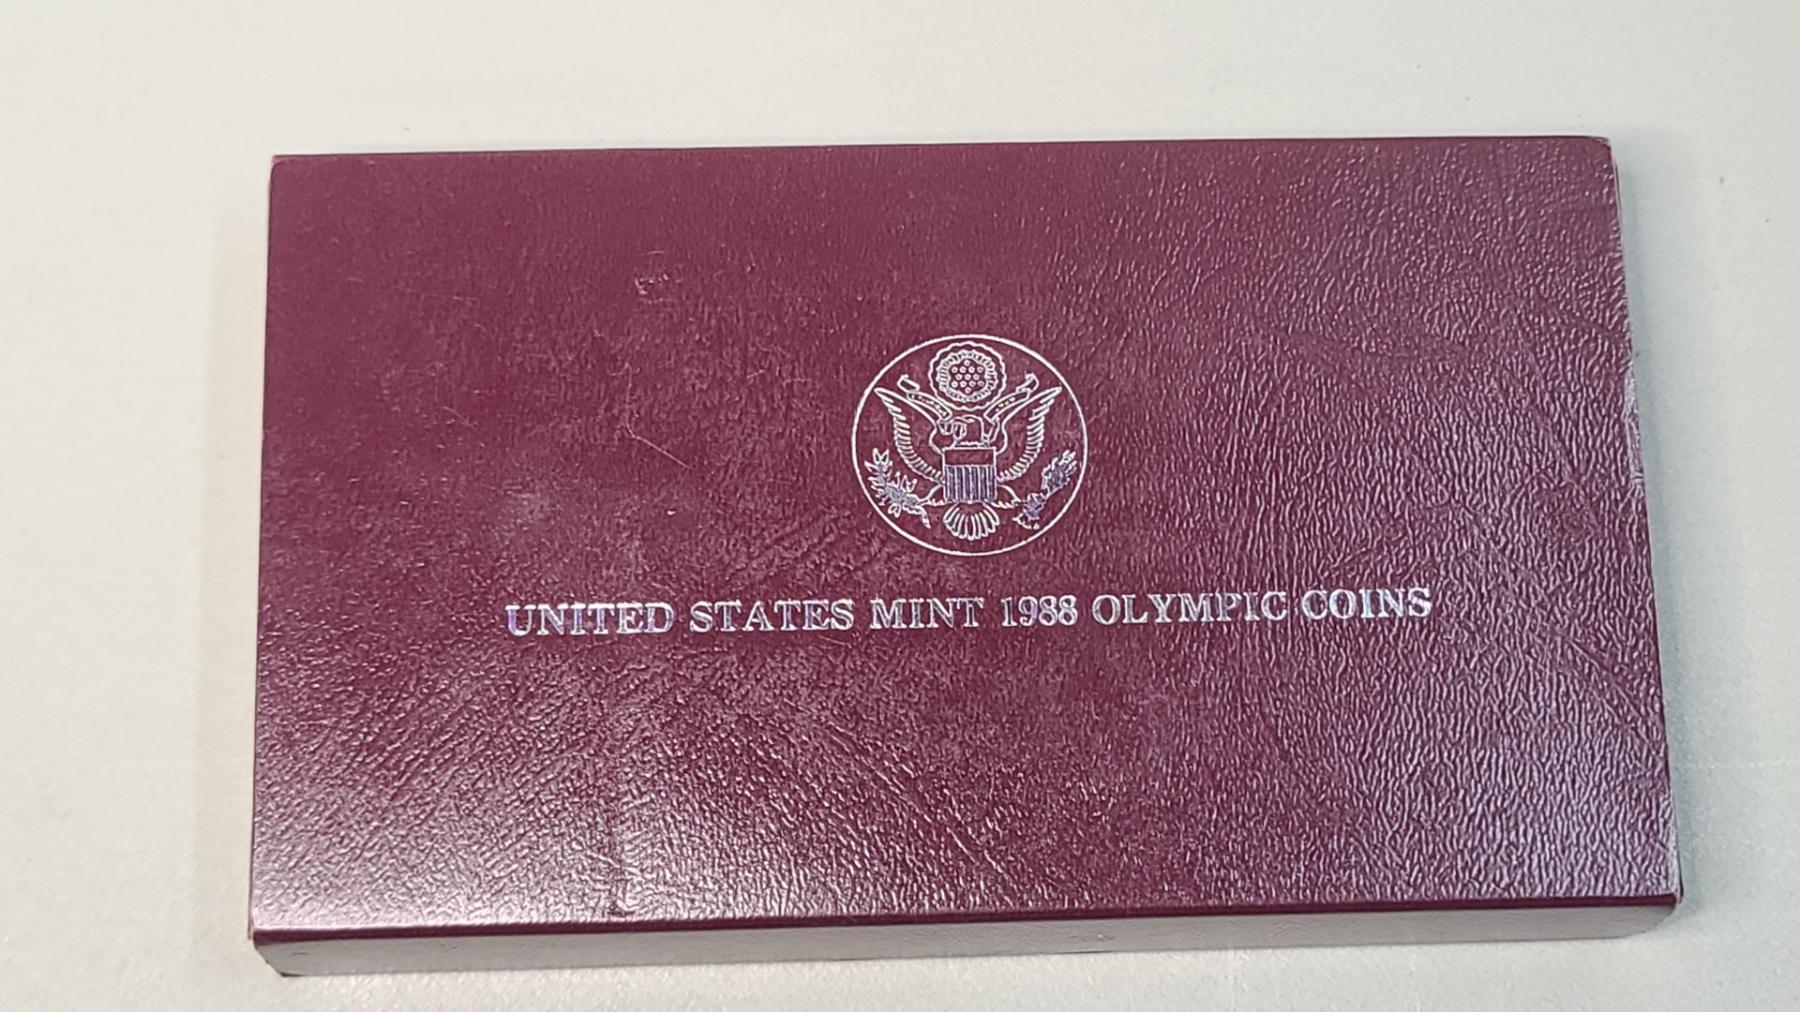 UNITED STATES MINT 1988 OLYMPIC COINS